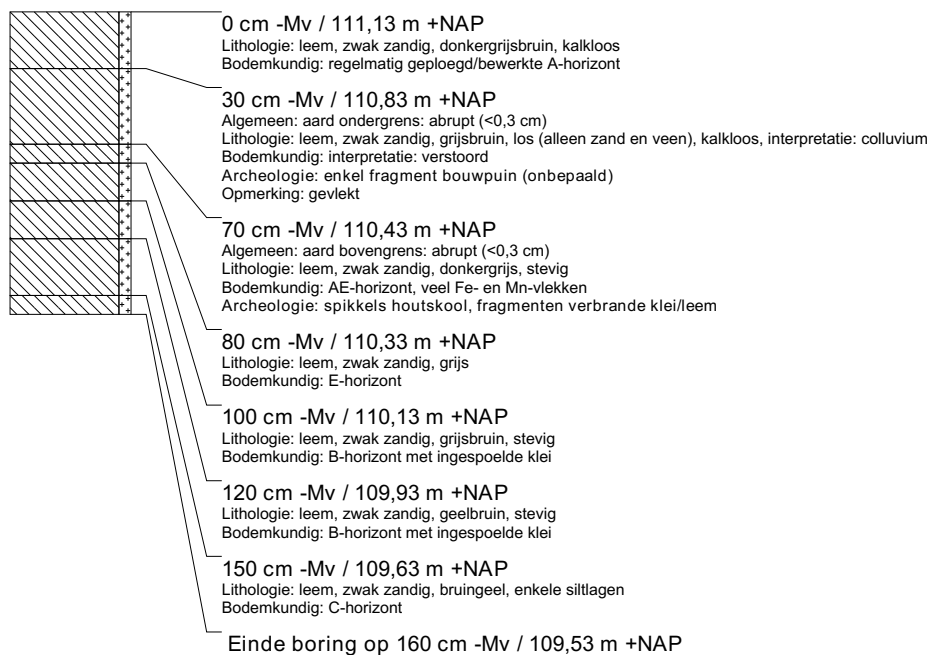 0 cm -Mv / 111,13 m +NAP
Lithologie: leem, zwak zandig, donkergrijsbruin, kalkloos
Bodemkundig: regelmatig geploegd/bewerkte A-horizont
30 cm -Mv / 110,83 m +NAP
Algemeen: aard ondergrens: abrupt (<0,3 cm)
Lithologie: leem, zwak zandig, grijsbruin, los (alleen zand en veen), kalkloos, interpretatie: colluvium
Bodemkundig: interpretatie: verstoord
Archeologie: enkel fragment bouwpuin (onbepaald)
Opmerking: gevlekt
70 cm -Mv / 110,43 m +NAP
Algemeen: aard bovengrens: abrupt (<0,3 cm)
Lithologie: leem, zwak zandig, donkergrijs, stevig
Bodemkundig: AE-horizont, veel Fe- en Mn-vlekken
Archeologie: spikkels houtskool, fragmenten verbrande klei/leem
80 cm -Mv / 110,33 m +NAP
Lithologie: leem, zwak zandig, grijs
Bodemkundig: E-horizont
100 cm -Mv / 110,13 m +NAP
Lithologie: leem, zwak zandig, grijsbruin, stevig
Bodemkundig: B-horizont met ingespoelde klei
120 cm -Mv / 109,93 m +NAP
Lithologie: leem, zwak zandig, geelbruin, stevig
Bodemkundig: B-horizont met ingespoelde klei
150 cm -Mv / 109,63 m +NAP
Lithologie: leem, zwak zandig, bruingeel, enkele siltlagen
Bodemkundig: C-horizont
Einde boring op 160 cm -Mv / 109,53 m +NAP